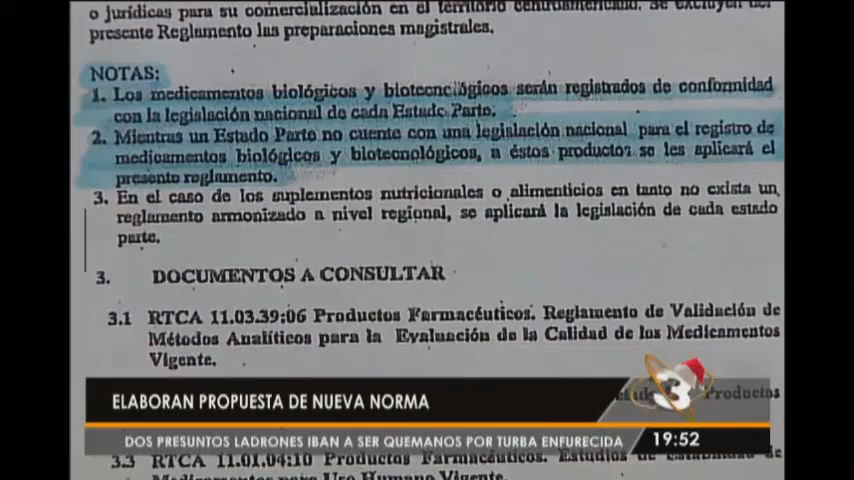 o jurídicas para su comercialización en el territorio centroamericano. Se excluyen del
presente Reglamento las preparaciones magistrales.
NOTAS:
1. Los medicamentos biológicos y biotecnológicos serán registrados de conformidad
con la legislación nacional de cada Estado Parte.
2. Mientras un Estado Parte no cuente con una legislación nacional para el registro de
medicamentos biológicos y biotecnológicos, a éstos productos se les aplicará el
presente reglamento.
3. En el caso de los suplementos nutricionales o alimenticios en tanto no exista un
reglamento armonizado a nivel regional, se aplicará la legislación de cada estado
parte.
3. DOCUMENTOS A CONSULTAR
3.1 RTCA 11.03.39:06 Productos Farmacéuticos. Reglamento de Validación de
Métodos Analíticos para la Evaluación de la Calidad de los Medicamentos
Vigente.
Productos
3
ELABORAN PROPUESTA DE NUEVA NORMA
DOS PRESUNTOS LADRONES IBAN A SER QUEMANOS POR TURBA ENFURECIDA
19:52
3.3 RTCA 11.01.04:10 Productos Farmacéuticos. Estudios de Estabilidad de
Medicamentos para Uso Humano Vigente.